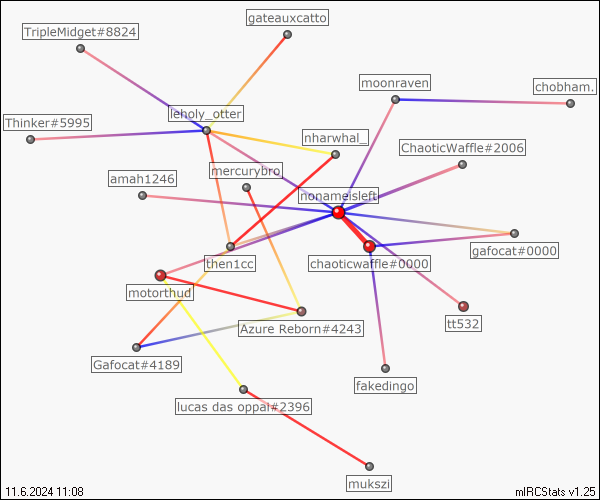 gateauxcatto
TripleMidget#8824
moonraven
chobham.
leholy_otter
Thinker#5995
nharwhal_
ChaoticWaffle#2006
mercurybro
amah1246
nonameisleft
gafocat#0000
then1cc
chaoticwaffle#0000
motorthud
tt532
Azure Reborn#4243
Gafocat#4189
fakedingo
lucas das oppai#2396
mukszi
11.6.2024 11:08
mIRCStats v1.25